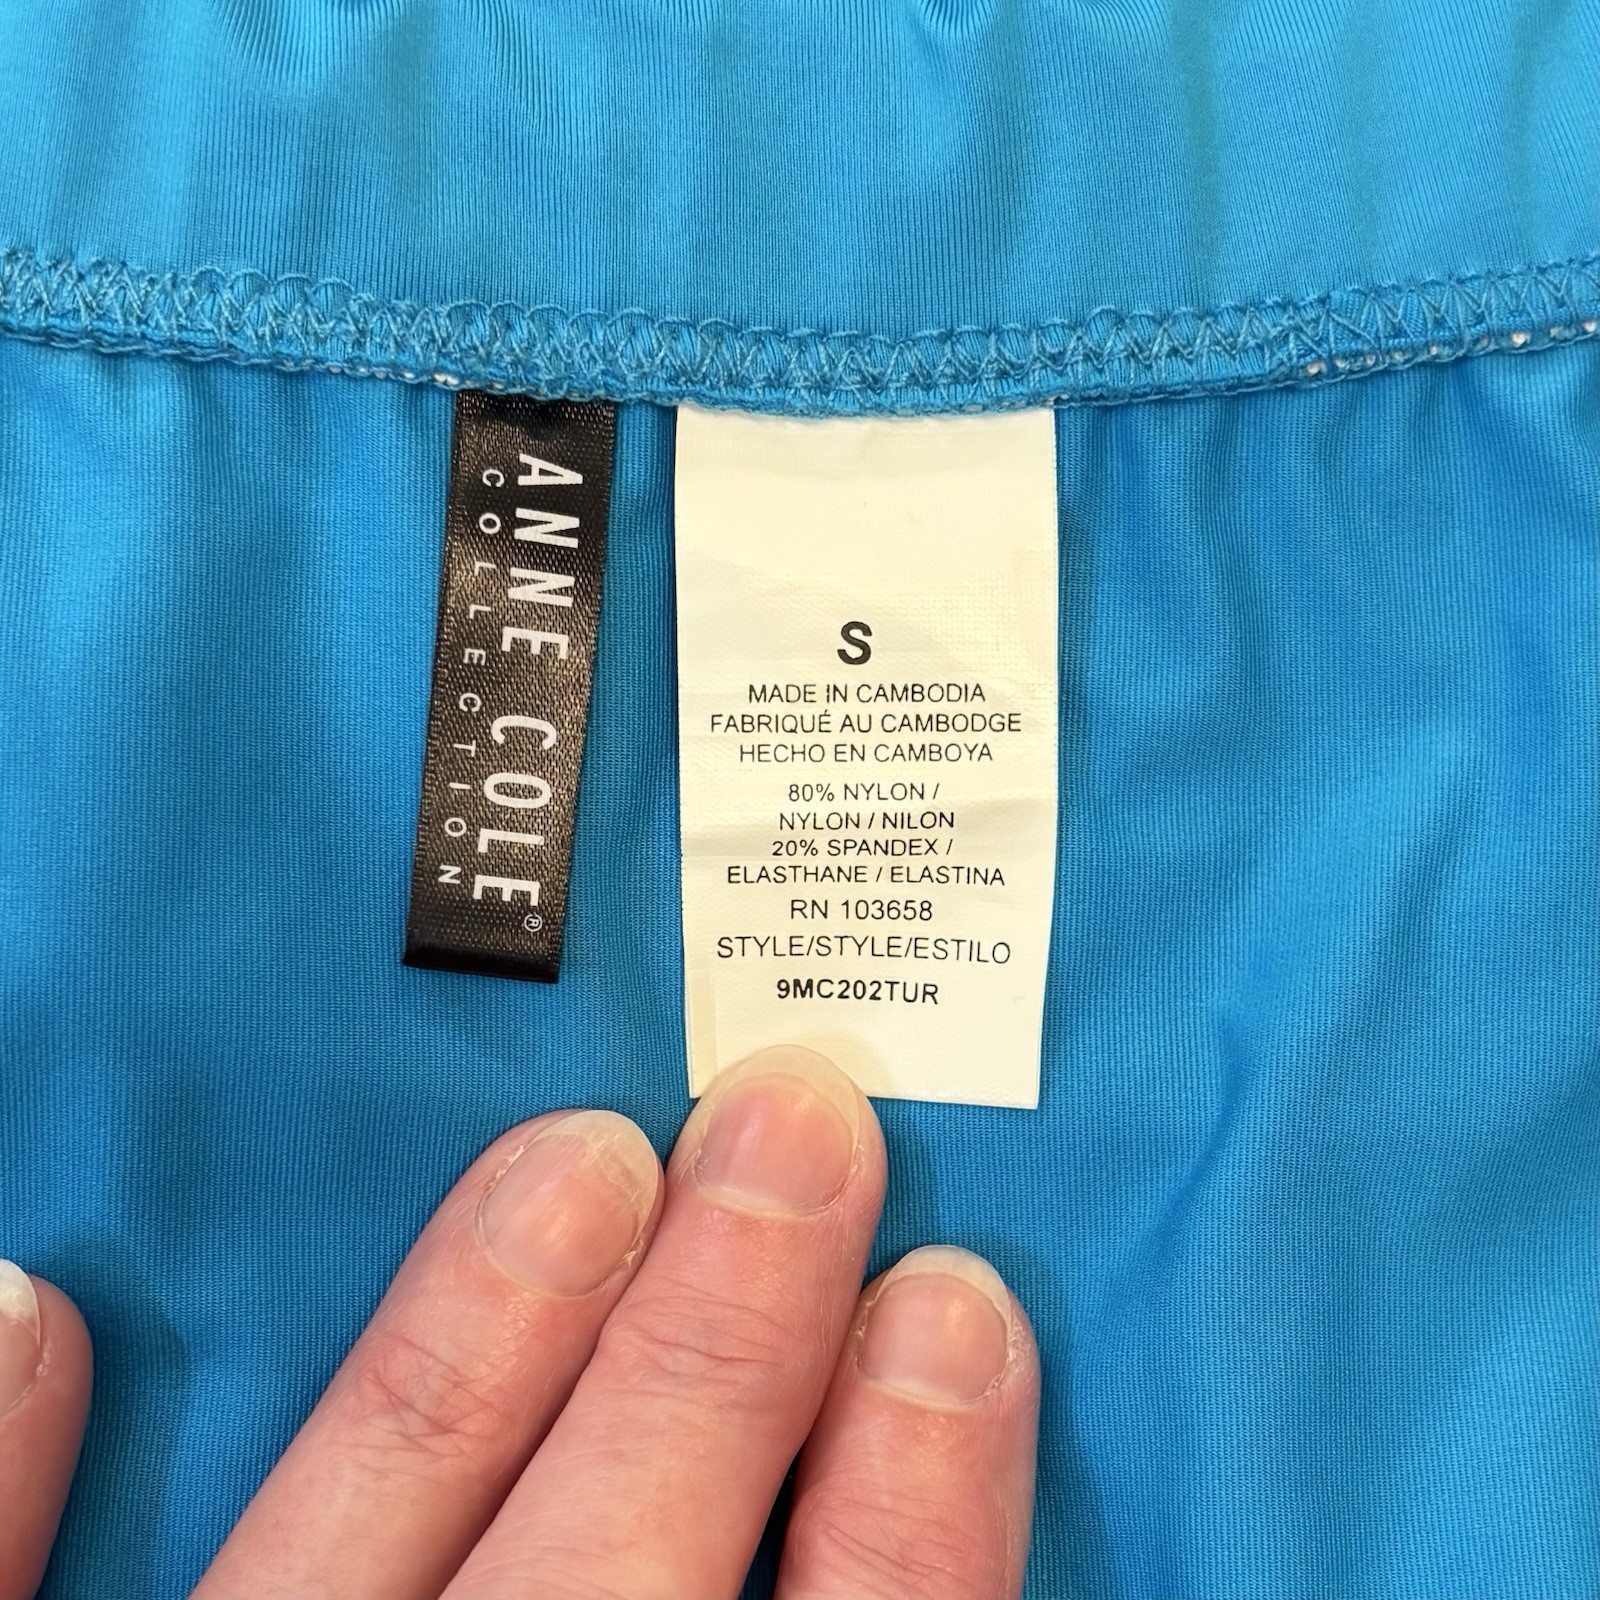 ANNE COLE®
COLLECTION
S
MADE IN CAMBODIA
FABRIQUÉ AU CAMBODGE
HECHO EN CAMBOYA
80% NYLON /
NYLON / NILON
20% SPANDEX /
ELASTHANE / ELASTINA
RN 103658
STYLE/STYLE/ESTILO
9MC202TUR